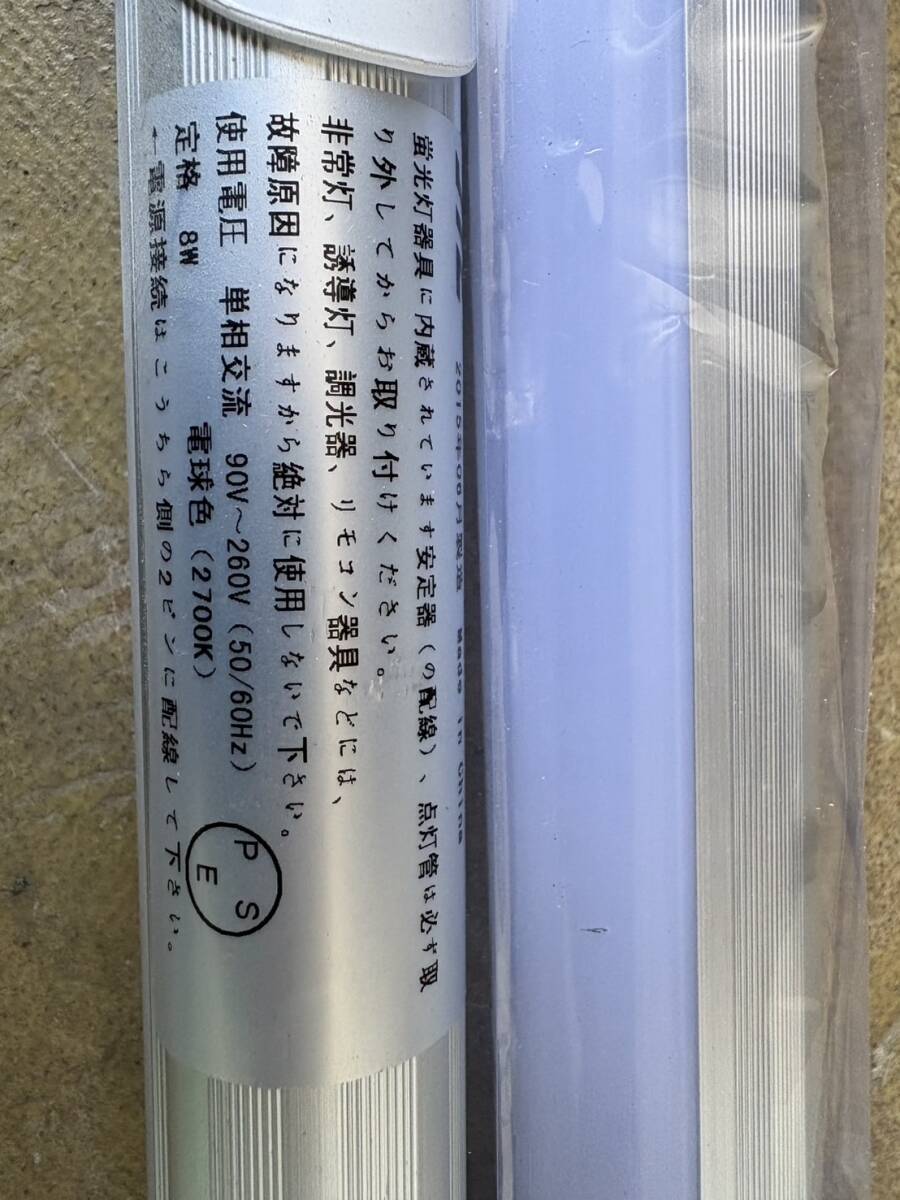 年08月製造 Made in China
蛍光灯器具に内蔵されています安定器(の配線)、点灯管は必ず取
り外してからお取り付けください。
非常灯、誘導灯、調光器、リモコン器具などには、
故障原因になりますから絶対に使用しないで下さい。
使用電圧 単相交流 90V～260V(50/60Hz)
定格 8W 電球色(2700K)
←電源接続はこうちら側の2ピンに配線して下さい。
PSE